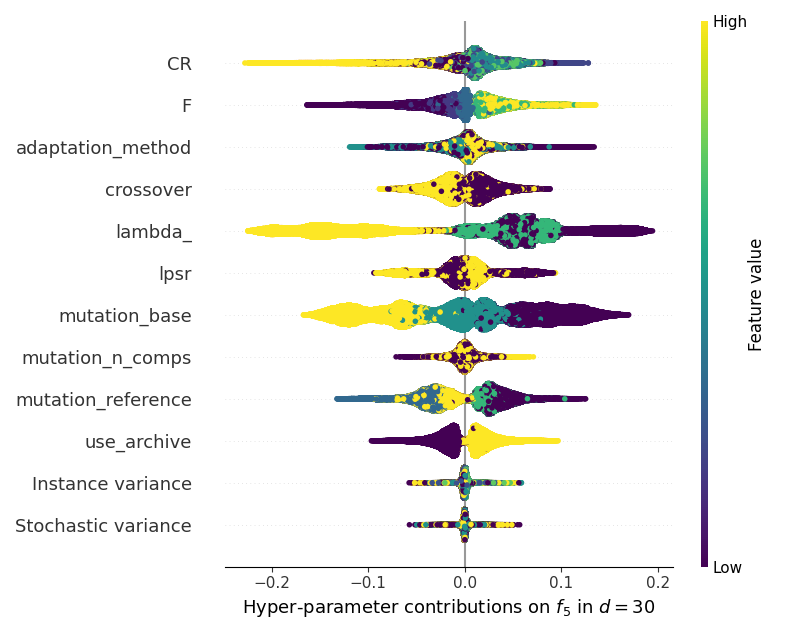 High
CR
F
adaptation_method
crossover
lambda_
lpsr
mutation_base
mutation_n_comps
mutation_reference
use_archive
Instance variance
Stochastic variance
Feature value
Low
−0.2 −0.1 0.0 0.1 0.2
Hyper-parameter contributions on f₅ in d = 30